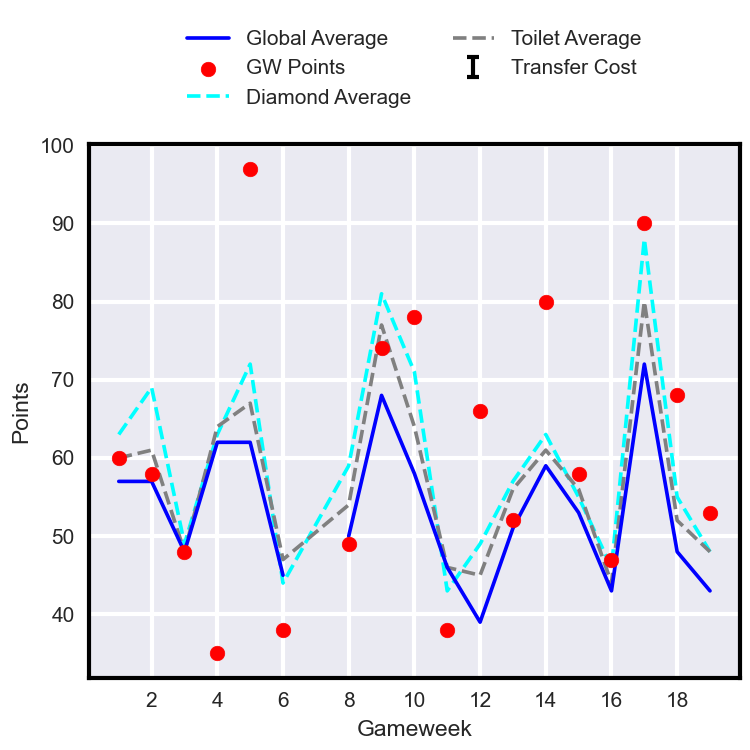 Global Average
GW Points
Diamond Average
Toilet Average
Transfer Cost
100
90
80
70
60
50
40
Points
2 4 6 8 10 12 14 16 18
Gameweek